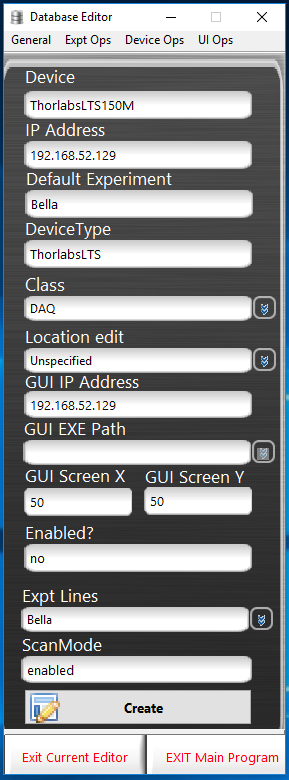 Database Editor
General Expt Ops Device Ops UI Ops
Device
ThorlabsLTS150M
IP Address
192.168.52.129
Default Experiment
Bella
DeviceType
ThorlabsLTS
Class
DAQ
Location edit
Unspecified
GUI IP Address
192.168.52.129
GUI EXE Path
GUI Screen X GUI Screen Y
50 50
Enabled?
no
Expt Lines
Bella
ScanMode
enabled
Create
Exit Current Editor EXIT Main Program